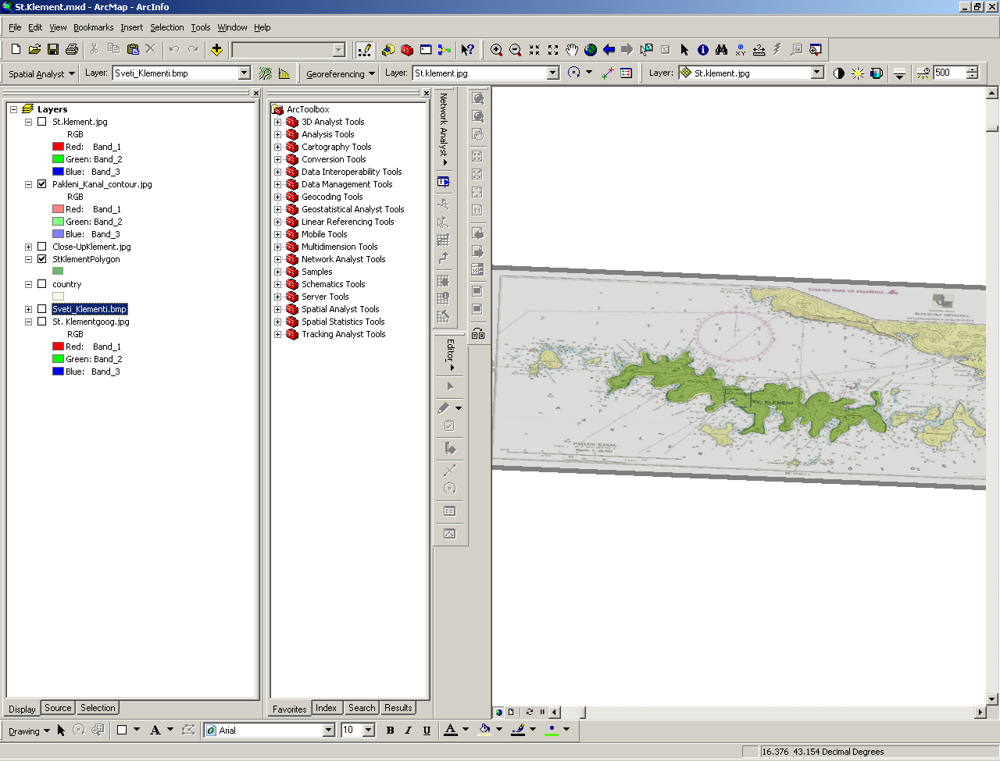 St.Klement.mxd - ArcMap - ArcInfo
File Edit View Bookmarks Insert Selection Tools Window Help
Spatial Analyst Layer: Sveti_Klementi.bmp Georeferencing Layer: St.klement.jpg Layer: St.klement.jpg 500
Layers
St.klement.jpg
RGB
Red: Band_1
Green: Band_2
Blue: Band_3
Pakleni_Kanal_contour.jpg
RGB
Red: Band_1
Green: Band_2
Blue: Band_3
Close-UpKlement.jpg
StKlementPolygon
country
Sveti_Klementi.bmp
St. Klementgoog.jpg
RGB
Red: Band_1
Green: Band_2
Blue: Band_3
Display Source Selection
ArcToolbox
3D Analyst Tools
Analysis Tools
Cartography Tools
Conversion Tools
Data Interoperability Tools
Data Management Tools
Geocoding Tools
Geostatistical Analyst Tools
Linear Referencing Tools
Mobile Tools
Multidimension Tools
Network Analyst Tools
Samples
Schematics Tools
Server Tools
Spatial Analyst Tools
Spatial Statistics Tools
Tracking Analyst Tools
Favorites Index Search Results
Network Analyst
Editor
1:1
REPUBLIKA HRVATSKA
SV. KLEMENT
PAKLENI KANAL
Drawing A Arial 10 B I U A
16.376 43.154 Decimal Degrees